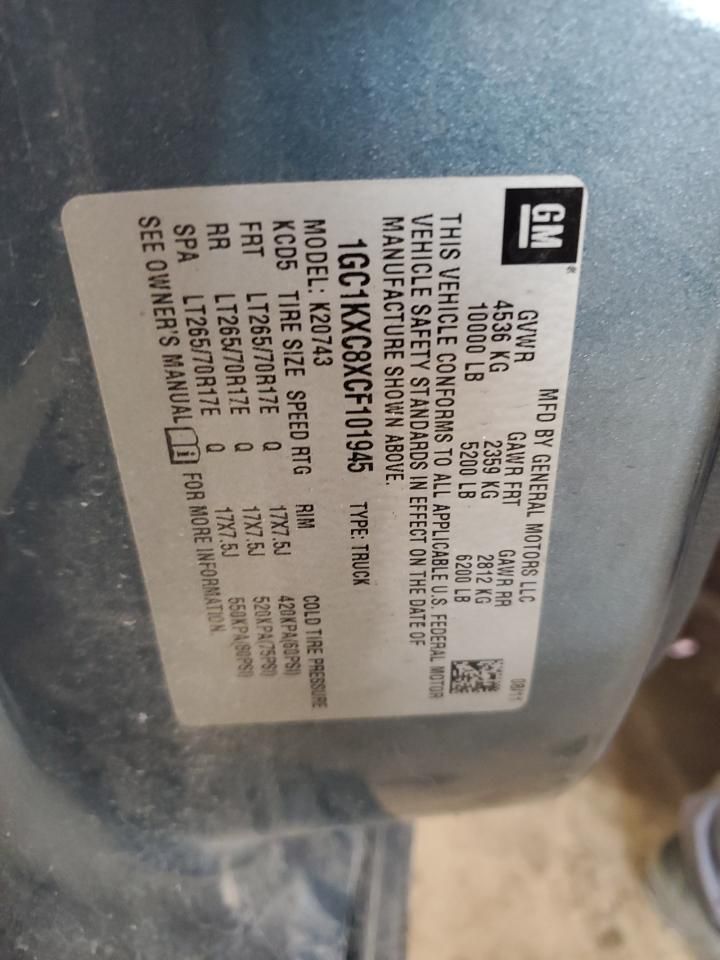 GM®
MFD BY GENERAL MOTORS LLC 08/11
GVWR GAWR FRT GAWR RR
4536 KG 2359 KG 2812 KG
10000 LB 5200 LB 6200 LB
THIS VEHICLE CONFORMS TO ALL APPLICABLE U.S. FEDERAL MOTOR
VEHICLE SAFETY STANDARDS IN EFFECT ON THE DATE OF
MANUFACTURE SHOWN ABOVE.
1GC1KXC8XCF101945 TYPE: TRUCK
MODEL: K20743
KCD5 TIRE SIZE SPEED RTG RIM COLD TIRE PRESSURE
FRT LT265/70R17E Q 17X7.5J 420KPA(60PSI)
RR LT265/70R17E Q 17X7.5J 520KPA(75PSI)
SPA LT265/70R17E Q 17X7.5J 550KPA(80PSI)
SEE OWNER'S MANUAL i FOR MORE INFORMATION.